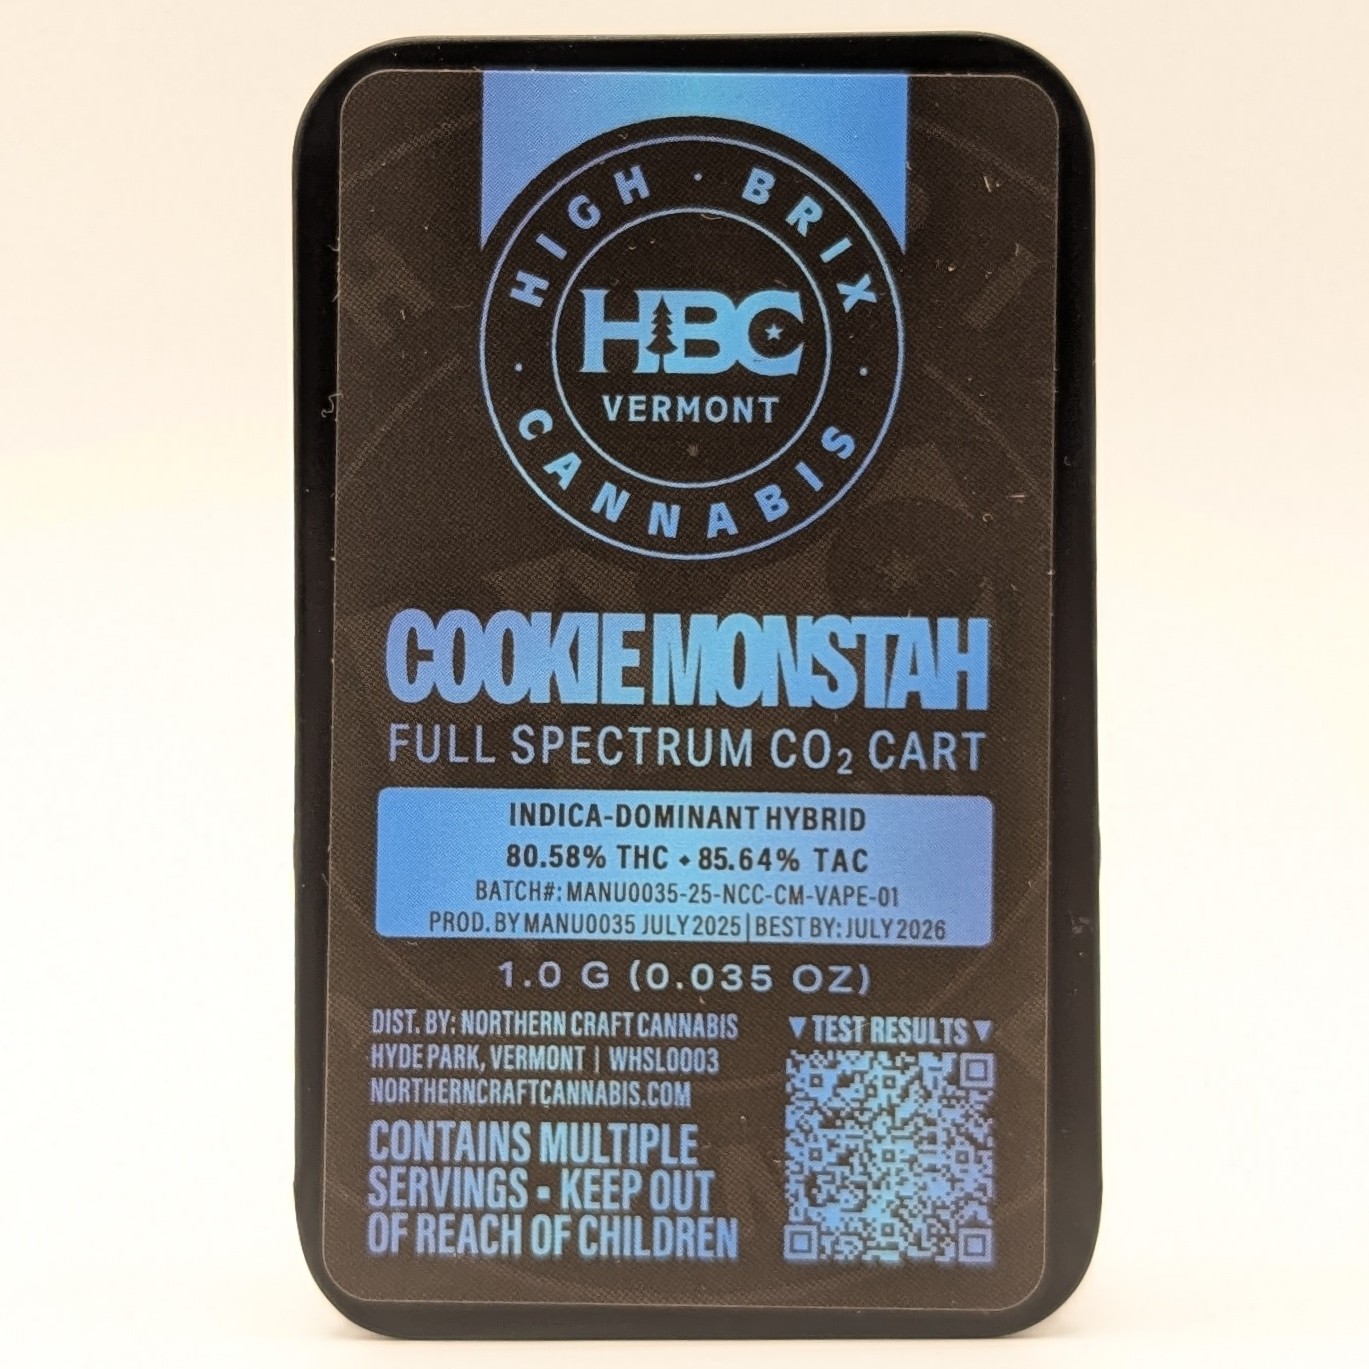 HIGH · BRIX
· CANNABIS ·
HBC
VERMONT
COOKIE MONSTAH
FULL SPECTRUM CO₂ CART
INDICA-DOMINANT HYBRID
80.58% THC • 85.64% TAC
BATCH#: MANU0035-25-NCC-CM-VAPE-01
PROD. BY MANU0035 JULY 2025 | BEST BY: JULY 2026
1.0 G (0.035 OZ)
DIST. BY: NORTHERN CRAFT CANNABIS
HYDE PARK, VERMONT | WHSL0003
NORTHERNCRAFTCANNABIS.COM
CONTAINS MULTIPLE
SERVINGS • KEEP OUT
OF REACH OF CHILDREN
▼ TEST RESULTS ▼